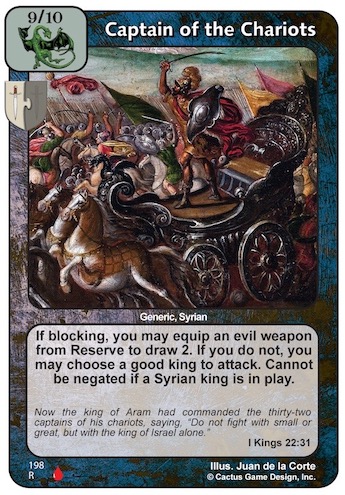 9/10
Captain of the Chariots
Generic, Syrian
If blocking, you may equip an evil weapon
from Reserve to draw 2. If you do not, you
may choose a good king to attack. Cannot
be negated if a Syrian king is in play.
Now the king of Aram had commanded the thirty-two
captains of his chariots, saying, “Do not fight with small or
great, but with the king of Israel alone.”
I Kings 22:31
198
R
Illus. Juan de la Corte
© Cactus Game Design, Inc.